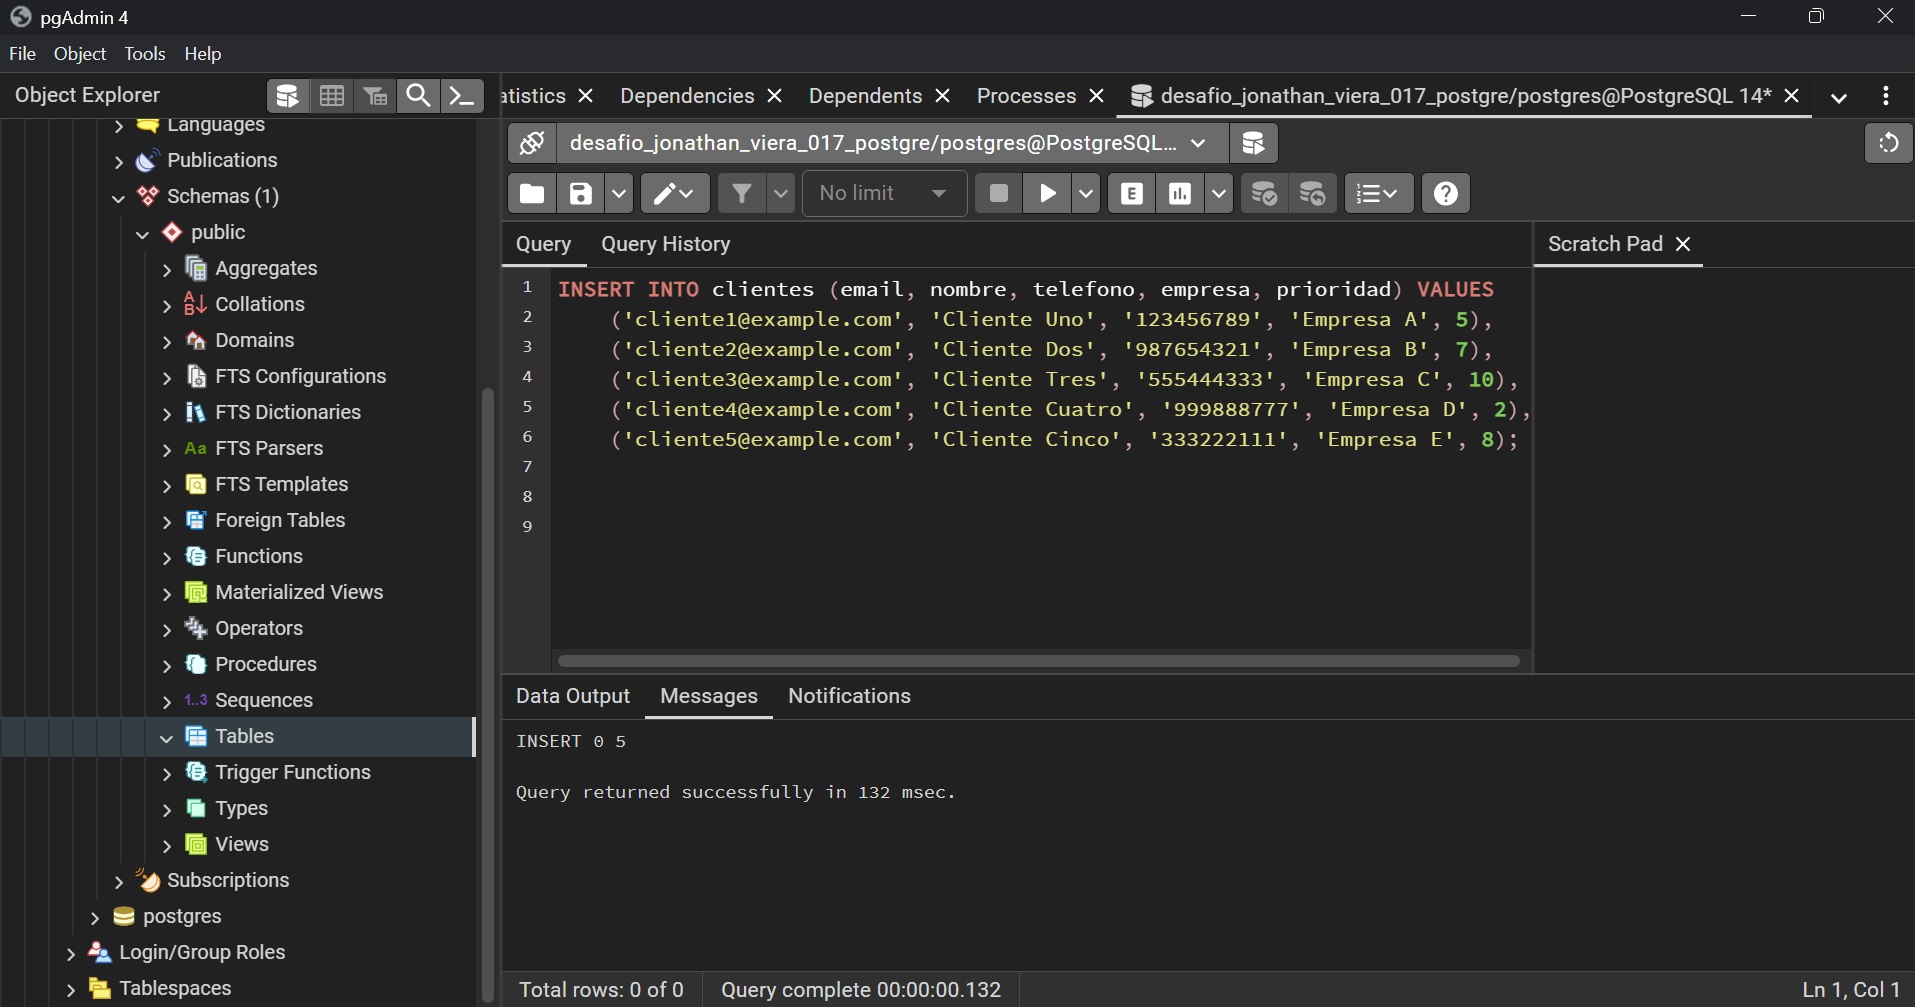 pgAdmin 4
File Object Tools Help
Object Explorer
Languages
Publications
Schemas (1)
public
Aggregates
Collations
Domains
FTS Configurations
FTS Dictionaries
Aa FTS Parsers
FTS Templates
Foreign Tables
Functions
Materialized Views
Operators
Procedures
1..3 Sequences
Tables
Trigger Functions
Types
Views
Subscriptions
postgres
Login/Group Roles
Tablespaces
tistics Dependencies Dependents Processes desafio_jonathan_viera_017_postgre/postgres@PostgreSQL 14*
desafio_jonathan_viera_017_postgre/postgres@PostgreSQL...
No limit E
Query Query History
Scratch Pad
1 INSERT INTO clientes (email, nombre, telefono, empresa, prioridad) VALUES
2 ('cliente1@example.com', 'Cliente Uno', '123456789', 'Empresa A', 5),
3 ('cliente2@example.com', 'Cliente Dos', '987654321', 'Empresa B', 7),
4 ('cliente3@example.com', 'Cliente Tres', '555444333', 'Empresa C', 10),
5 ('cliente4@example.com', 'Cliente Cuatro', '999888777', 'Empresa D', 2),
6 ('cliente5@example.com', 'Cliente Cinco', '333222111', 'Empresa E', 8);
7
8
9
Data Output Messages Notifications
INSERT 0 5
Query returned successfully in 132 msec.
Total rows: 0 of 0 Query complete 00:00:00.132 Ln 1, Col 1